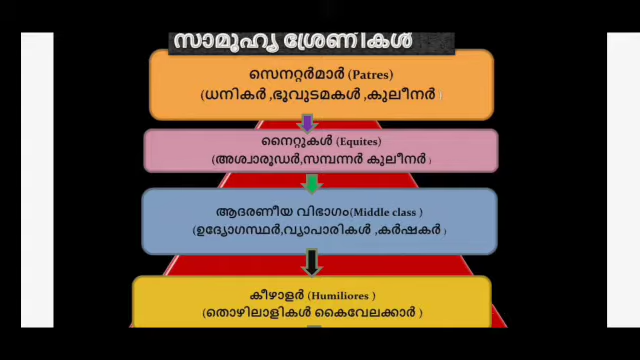 സാമൂഹ്യ ശ്രേണികൾ
സെനറ്റർമാർ (Patres)
(ധനികർ ,ഭൂവുടമകൾ ,കുലീനർ )
നൈറ്റുകൾ (Equites)
(അശ്വാരൂഡർ,സമ്പന്നർ കുലീനർ )
ആദരണീയ വിഭാഗം(Middle class )
(ഉദ്യോഗസ്ഥർ,വ്യാപാരികൾ ,കർഷകർ )
കീഴാളർ (Humiliores )
(തൊഴിലാളികൾ കൈവേലക്കാർ )